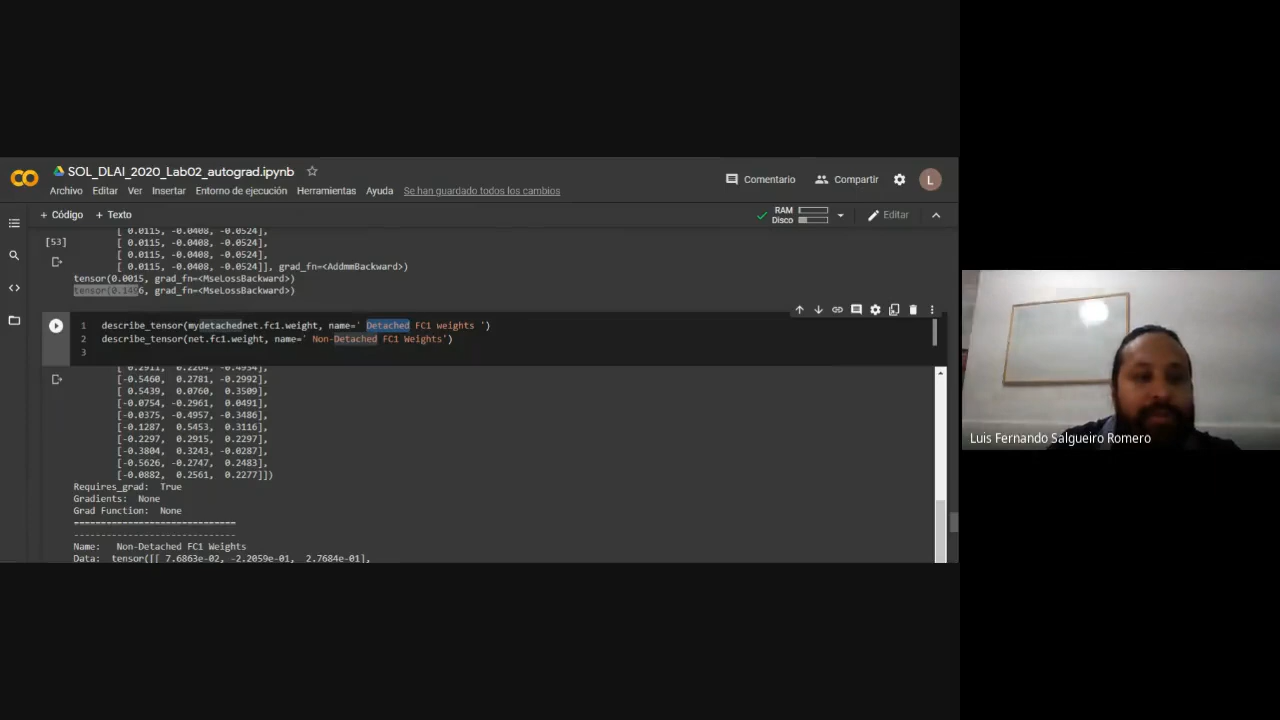 SOL_DLAI_2020_Lab02_autograd.ipynb
Comentario
Compartir
L
Archivo Editar Ver Insertar Entorno de ejecución Herramientas Ayuda Se han guardado todos los cambios
+ Código + Texto
RAM
Disco
Editar
[ 0.0115, -0.0408, -0.0524],
[53]
[ 0.0115, -0.0408, -0.0524],
[ 0.0115, -0.0408, -0.0524],
[ 0.0115, -0.0408, -0.0524]], grad_fn=<AddmmBackward>)
tensor(0.0015, grad_fn=<MseLossBackward>)
tensor(0.1496, grad_fn=<MseLossBackward>)
1 describe_tensor(mydetachednet.fc1.weight, name=' Detached FC1 weights ')
2 describe_tensor(net.fc1.weight, name=' Non-Detached FC1 Weights')
3
[-0.5460, 0.2781, -0.2992],
[ 0.5439, 0.0760, 0.3509],
[-0.0754, -0.2961, 0.0491],
[-0.0375, -0.4957, -0.3486],
[-0.1287, 0.5453, 0.3116],
[-0.2297, 0.2915, 0.2297],
[-0.3804, 0.3243, -0.0287],
[-0.5626, -0.2747, 0.2483],
[-0.0882, 0.2561, 0.2277]])
Requires_grad: True
Gradients: None
Grad Function: None
==============================
------------------------------
Name: Non-Detached FC1 Weights
Data: tensor([[ 7.6863e-02, -2.2059e-01, 2.7684e-01],
Luis Fernando Salgueiro Romero